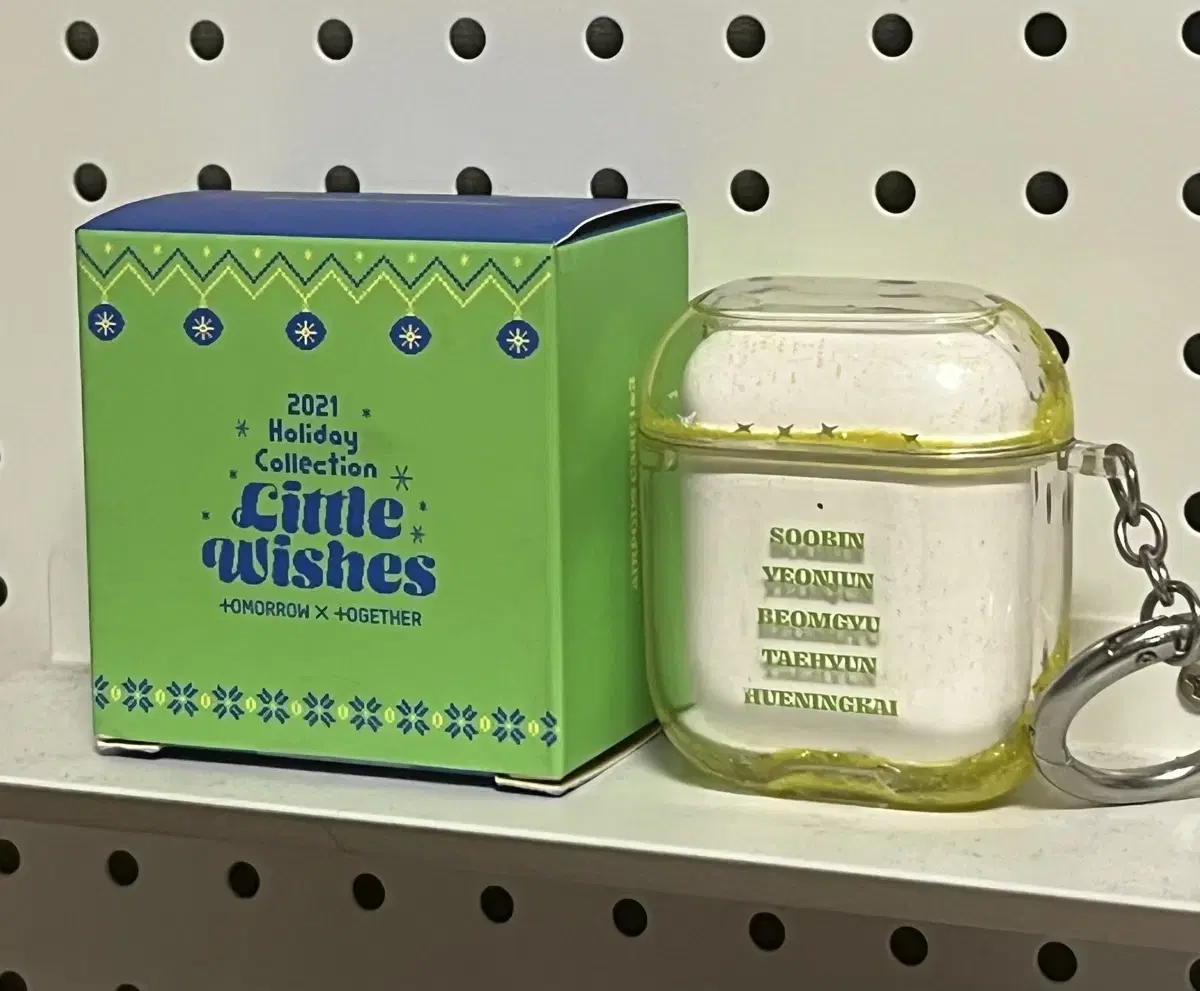 2021
Holiday
Collection
Little
Wishes
TOMORROW X TOGETHER
SOOBIN
YEONJUN
BEOMGYU
TAEHYUN
HUENINGKAI